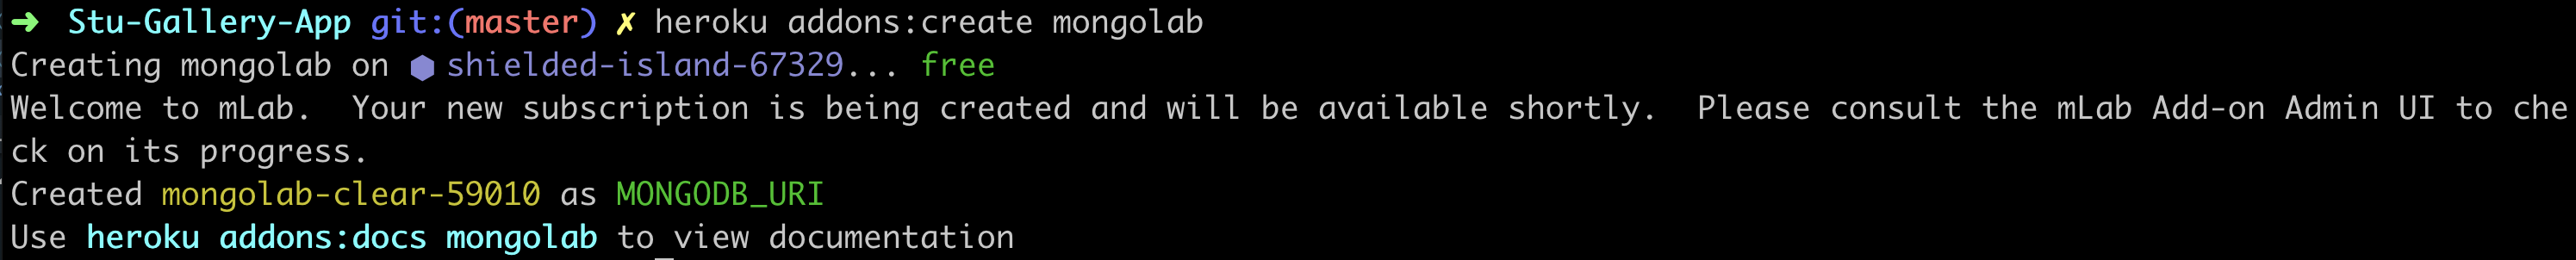 ➜  Stu-Gallery-App git:(master) ✗ heroku addons:create mongolab
Creating mongolab on ⬢ shielded-island-67329... free
Welcome to mLab.  Your new subscription is being created and will be available shortly.  Please consult the mLab Add-on Admin UI to che
ck on its progress.
Created mongolab-clear-59010 as MONGODB_URI
Use heroku addons:docs mongolab to view documentation